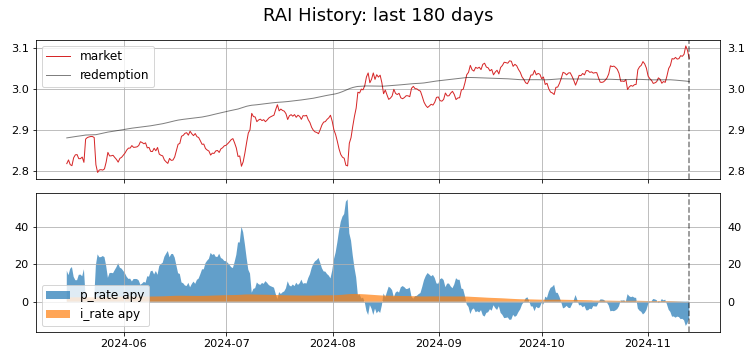 RAI History: last 180 days
3.1 3.1
market
redemption
3.0 3.0
2.9 2.9
2.8 2.8
40 40
20 20
p_rate apy
0 0
i_rate apy
2024-06 2024-07 2024-08 2024-09 2024-10 2024-11